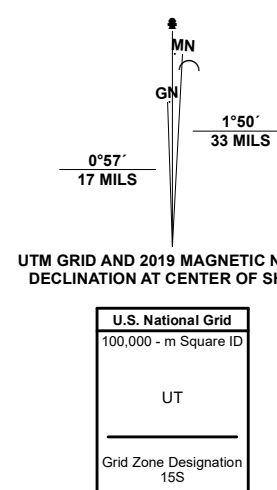 MN
GN
1°50´
33 MILS
0°57´
17 MILS
UTM GRID AND 2019 MAGNETIC N
DECLINATION AT CENTER OF SH
U.S. National Grid
100,000 - m Square ID
UT
Grid Zone Designation
15S